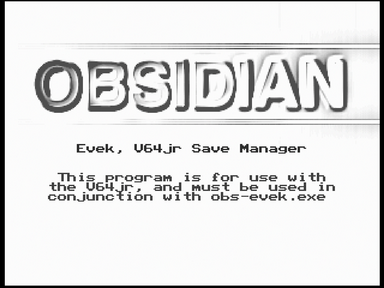 OBSIDIAN
Evek, V64jr Save Manager
This program is for use with
the V64jr, and must be used in
conjunction with obs-evek.exe